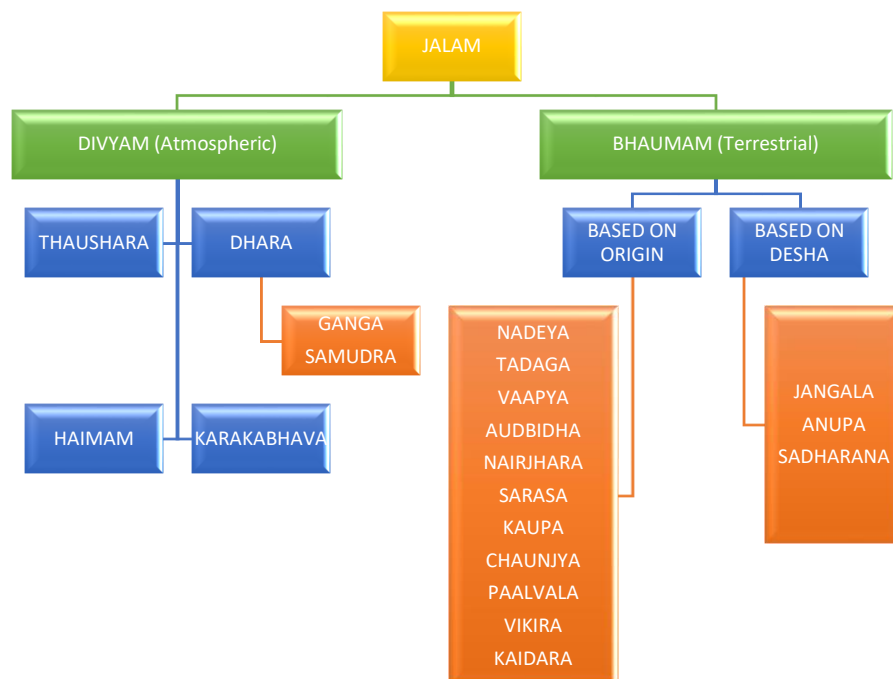 JALAM
DIVYAM (Atmospheric)
BHAUMAM (Terrestrial)
THAUSHARA
DHARA
BASED ON
ORIGIN
BASED ON
DESHA
GANGA
SAMUDRA
HAIMAM
KARAKABHAVA
NADEYA
TADAGA
VAAPYA
AUDBIDHA
NAIRJHARA
SARASA
KAUPA
CHAUNJYA
PAALVALA
VIKIRA
KAIDARA
JANGALA
ANUPA
SADHARANA